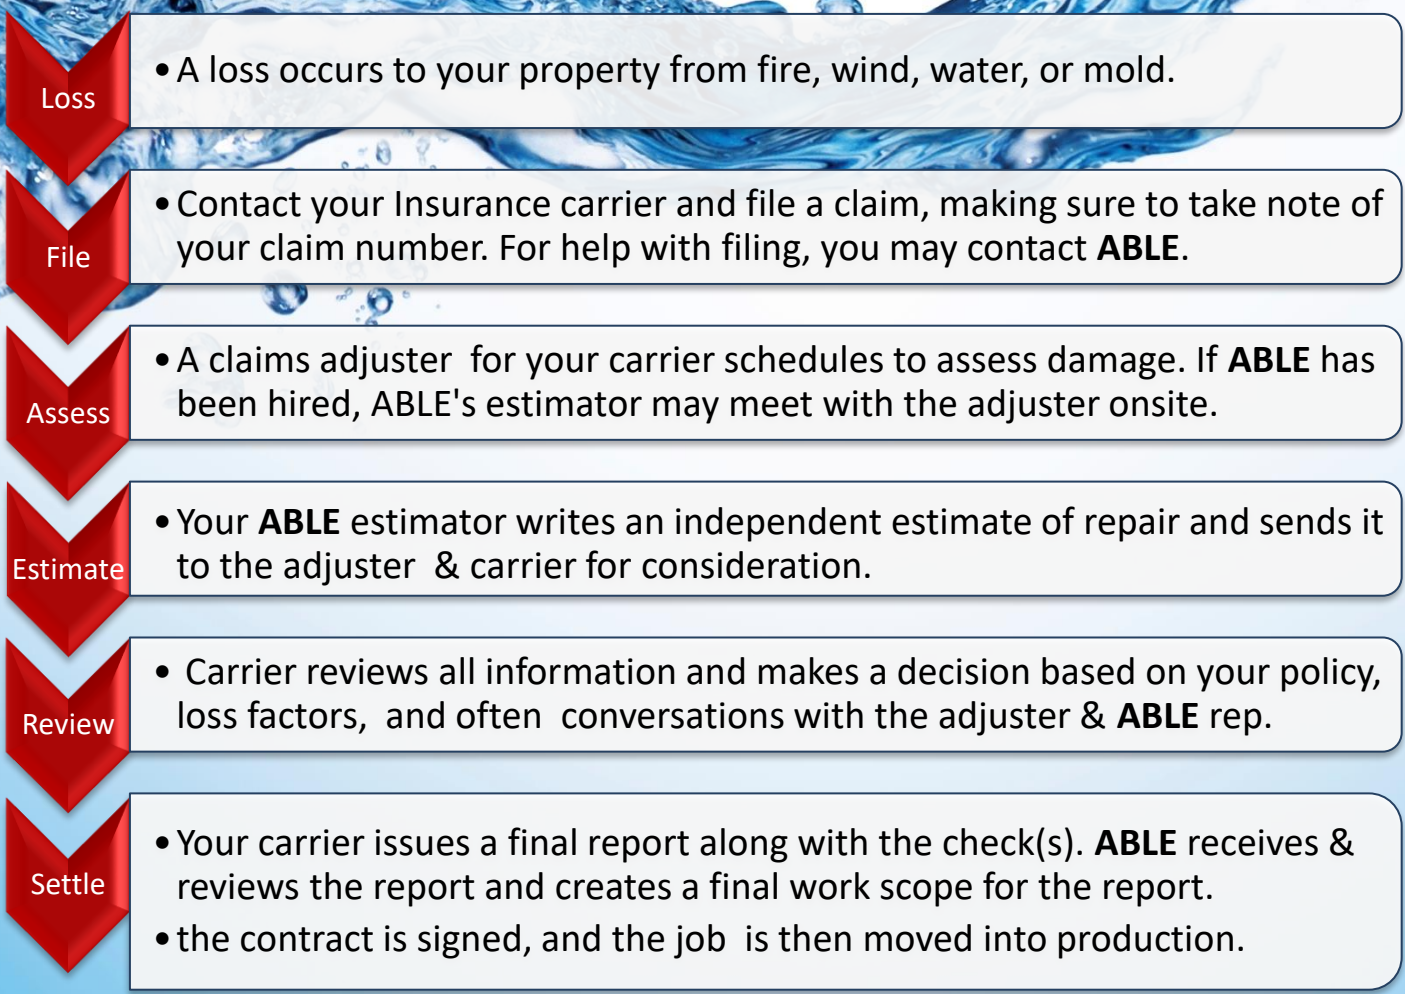 Loss
• A loss occurs to your property from fire, wind, water, or mold.
File
• Contact your Insurance carrier and file a claim, making sure to take note of
your claim number. For help with filing, you may contact ABLE.
Assess
• A claims adjuster  for your carrier schedules to assess damage. If ABLE has
been hired, ABLE's estimator may meet with the adjuster onsite.
Estimate
• Your ABLE estimator writes an independent estimate of repair and sends it
to the adjuster  & carrier for consideration.
Review
• Carrier reviews all information and makes a decision based on your policy,
loss factors,  and often  conversations with the adjuster & ABLE rep.
Settle
• Your carrier issues a final report along with the check(s). ABLE receives &
reviews the report and creates a final work scope for the report.
• the contract is signed, and the job  is then moved into production.